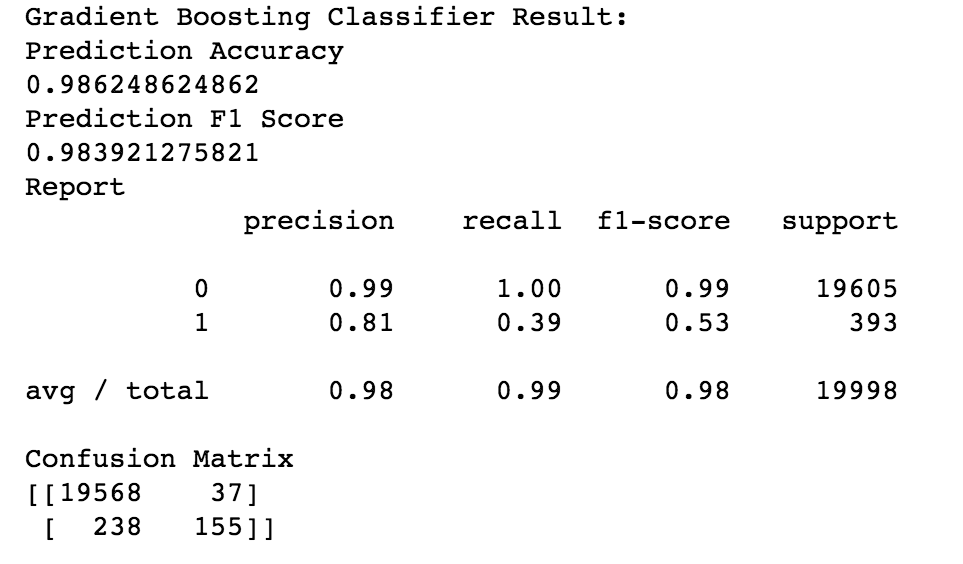 Gradient Boosting Classifier Result:
Prediction Accuracy
0.986248624862
Prediction F1 Score
0.983921275821
Report
precision recall f1-score support
0 0.99 1.00 0.99 19605
1 0.81 0.39 0.53 393
avg / total 0.98 0.99 0.98 19998
Confusion Matrix
[[19568 37]
[ 238 155]]